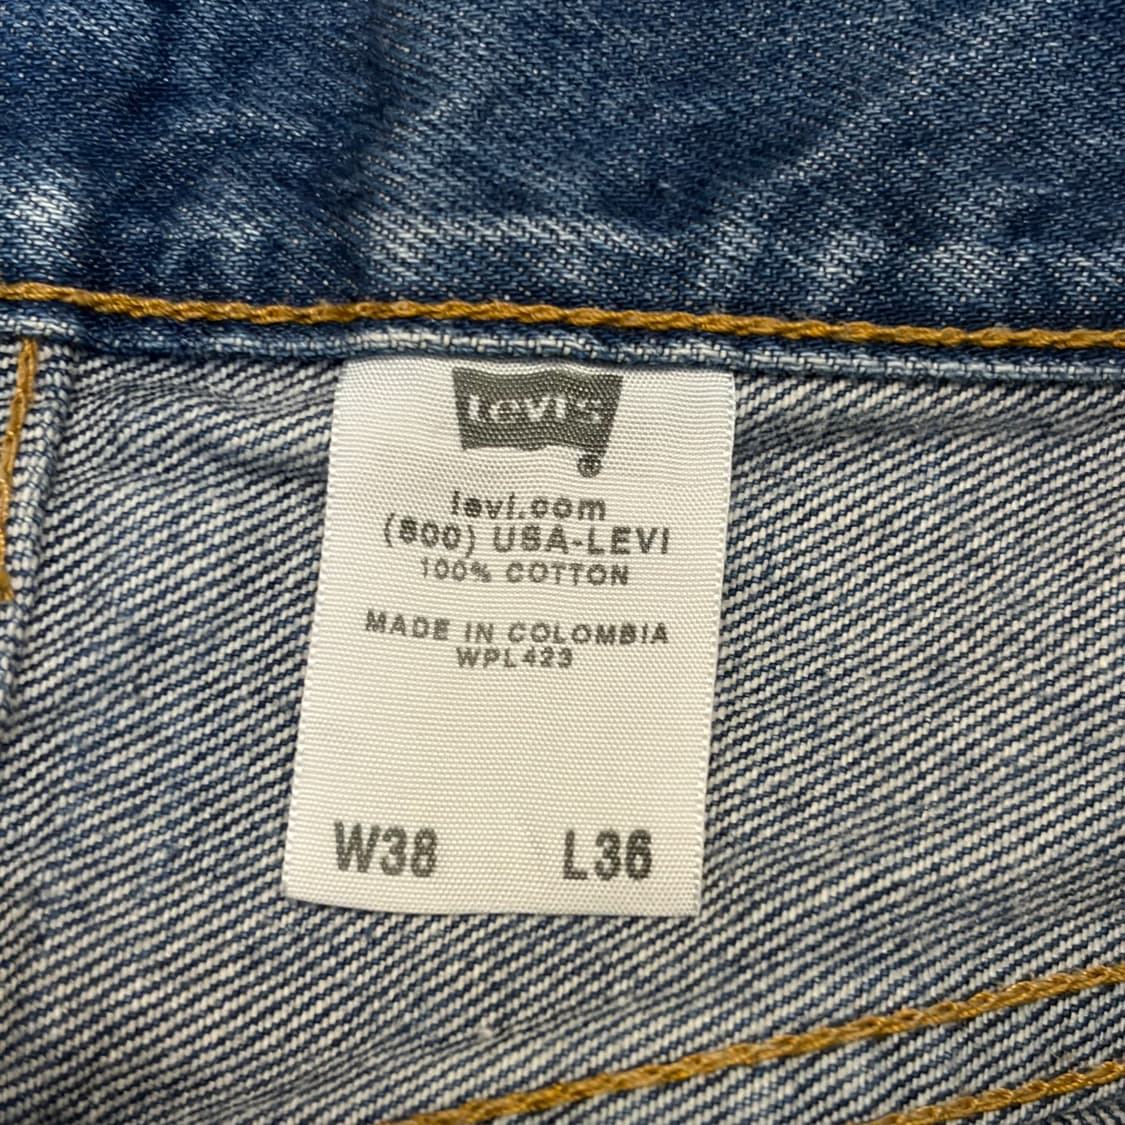 Levi's
®
levi.com
(800) USA-LEVI
100% COTTON
MADE IN COLOMBIA
WPL423
W38 L36